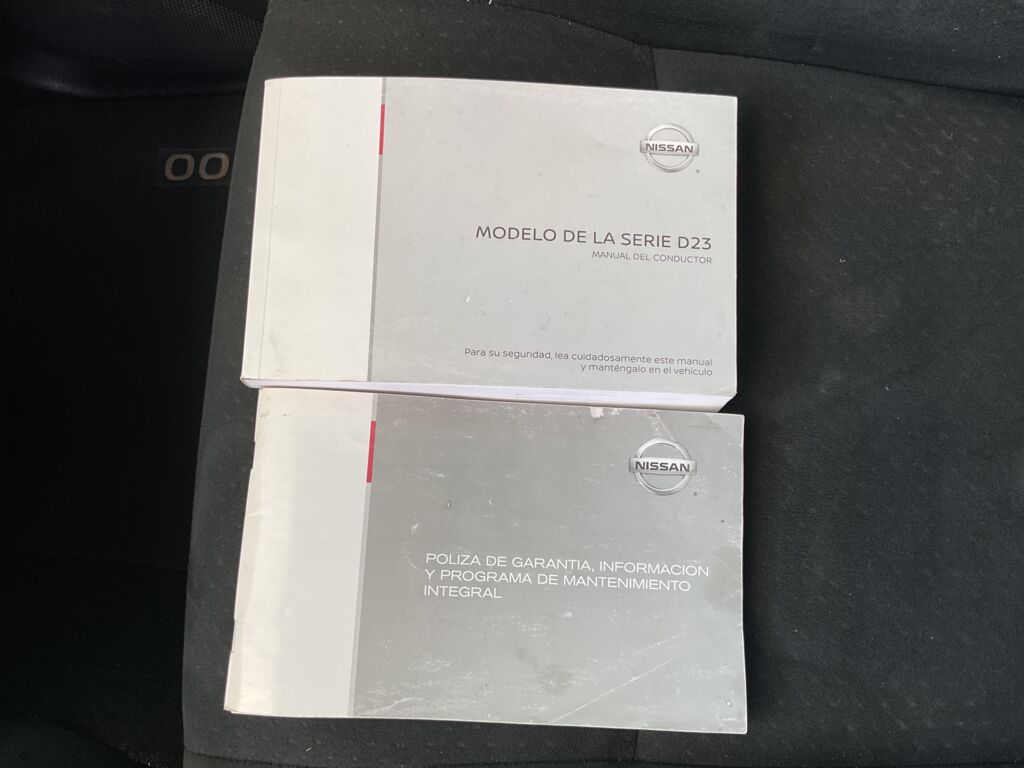 OO
NISSAN
MODELO DE LA SERIE D23
MANUAL DEL CONDUCTOR
Para su seguridad, lea cuidadosamente este manual
y manténgalo en el vehículo
NISSAN
POLIZA DE GARANTIA, INFORMACION
Y PROGRAMA DE MANTENIMIENTO
INTEGRAL